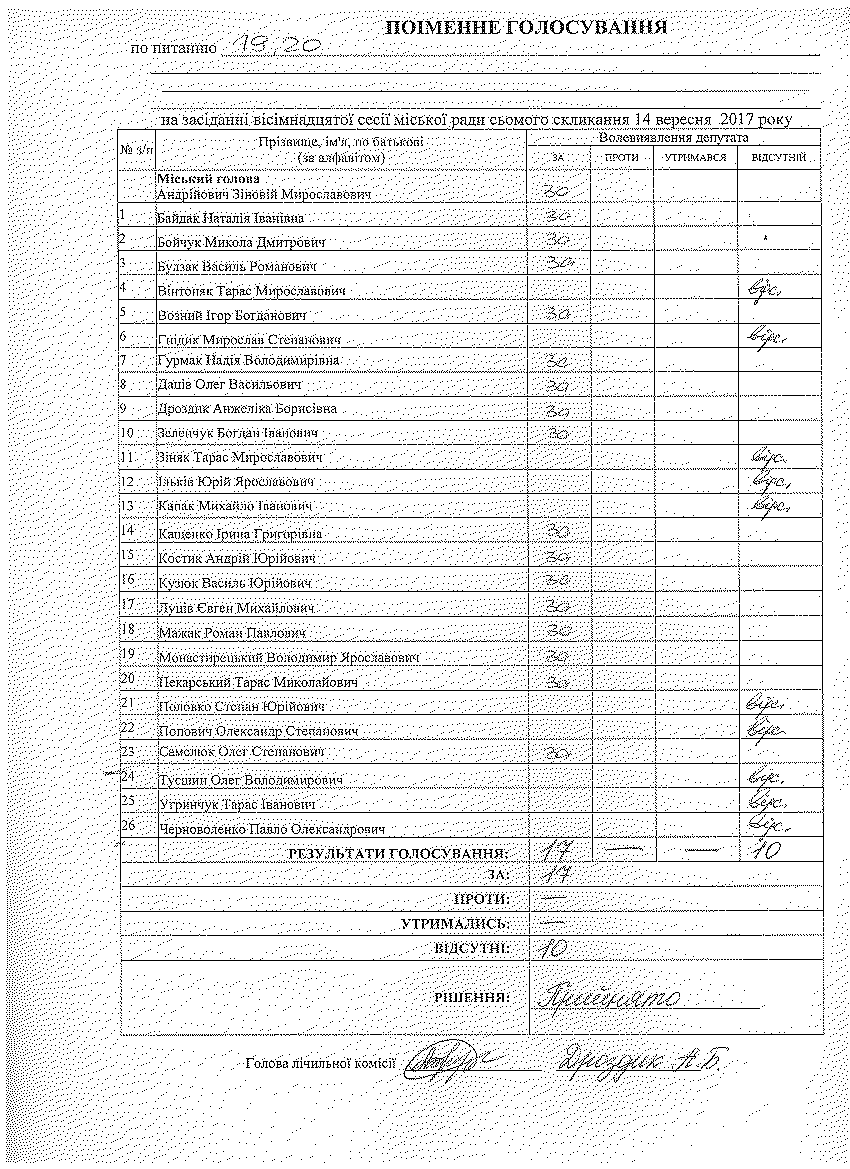 ПОІМЕННЕ ГОЛОСУВАННЯ
по питанню 19,20
на засіданні вісімнадцятої сесії міської ради сьомого скликання 14 вересня 2017 року
№ з/п Прізвище, ім'я, по батькові (за алфавітом) Волевиявлення депутата
ЗА ПРОТИ УТРИМАВСЯ ВІДСУТНІЙ
Міський голова
Андрійович Зіновій Мирославович за
1 Байдак Наталія Іванівна за
2 Бойчук Микола Дмитрович за
3 Булзак Василь Романович за
4 Вінтоняк Тарас Мирославович відс.
5 Возний Ігор Богданович за
6 Гнідик Мирослав Степанович відс.
7 Гурмак Надія Володимирівна за
8 Даців Олег Васильович за
9 Дроздик Анжеліка Борисівна за
10 Зеленчук Богдан Іванович за
11 Зіняк Тарас Мирославович відс.
12 Ільків Юрій Ярославович відс.
13 Капак Михайло Іванович відс.
14 Кащенко Ірина Григорівна за
15 Костик Андрій Юрійович за
16 Кузюк Василь Юрійович за
17 Луців Євген Михайлович за
18 Мажак Роман Павлович за
19 Монастирецький Володимир Ярославович за
20 Пекарський Тарас Миколайович за
21 Половко Степан Юрійович відс.
22 Попович Олександр Степанович відс.
23 Самолюк Олег Степанович за
24 Тусшин Олег Володимирович відс.
25 Угринчук Тарас Іванович відс.
26 Черноволенко Павло Олександрович відс.
РЕЗУЛЬТАТИ ГОЛОСУВАННЯ: 17 — — 10
ЗА: 17
ПРОТИ: —
УТРИМАЛИСЬ: —
ВІДСУТНІ: 10
РІШЕННЯ: Прийнято
Голова лічильної комісії Дроздик А.Б.